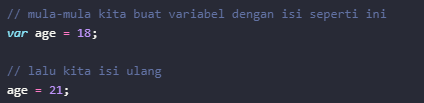 // mula-mula kita buat variabel dengan isi seperti ini
var age = 18;
// lalu kita isi ulang
age = 21;